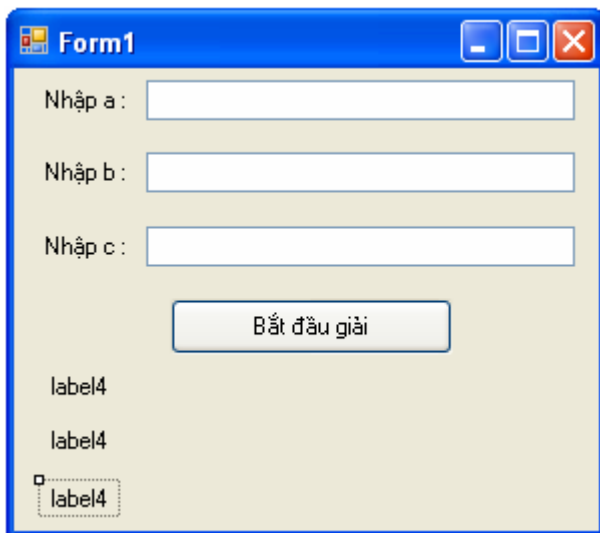 Form1
Nhập a :
Nhập b :
Nhập c :
Bắt đầu giải
label4
label4
label4